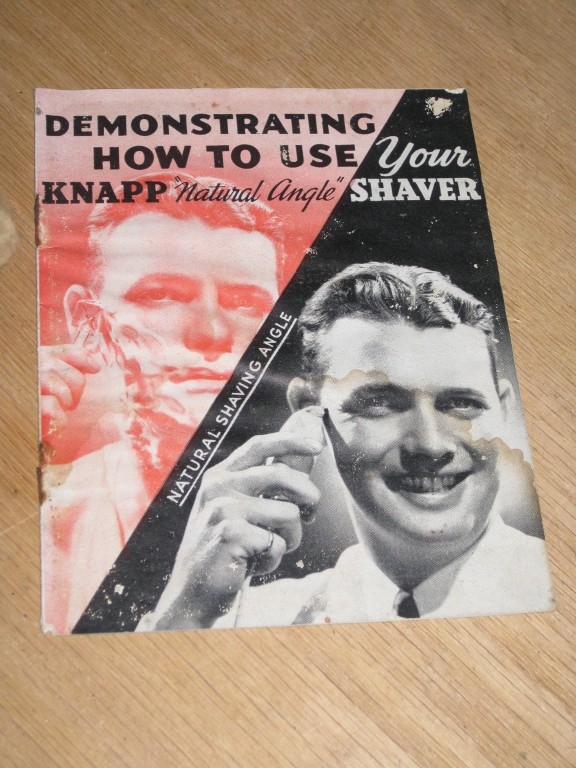 DEMONSTRATING
HOW TO USE Your
KNAPP "Natural Angle" SHAVER
NATURAL SHAVING ANGLE